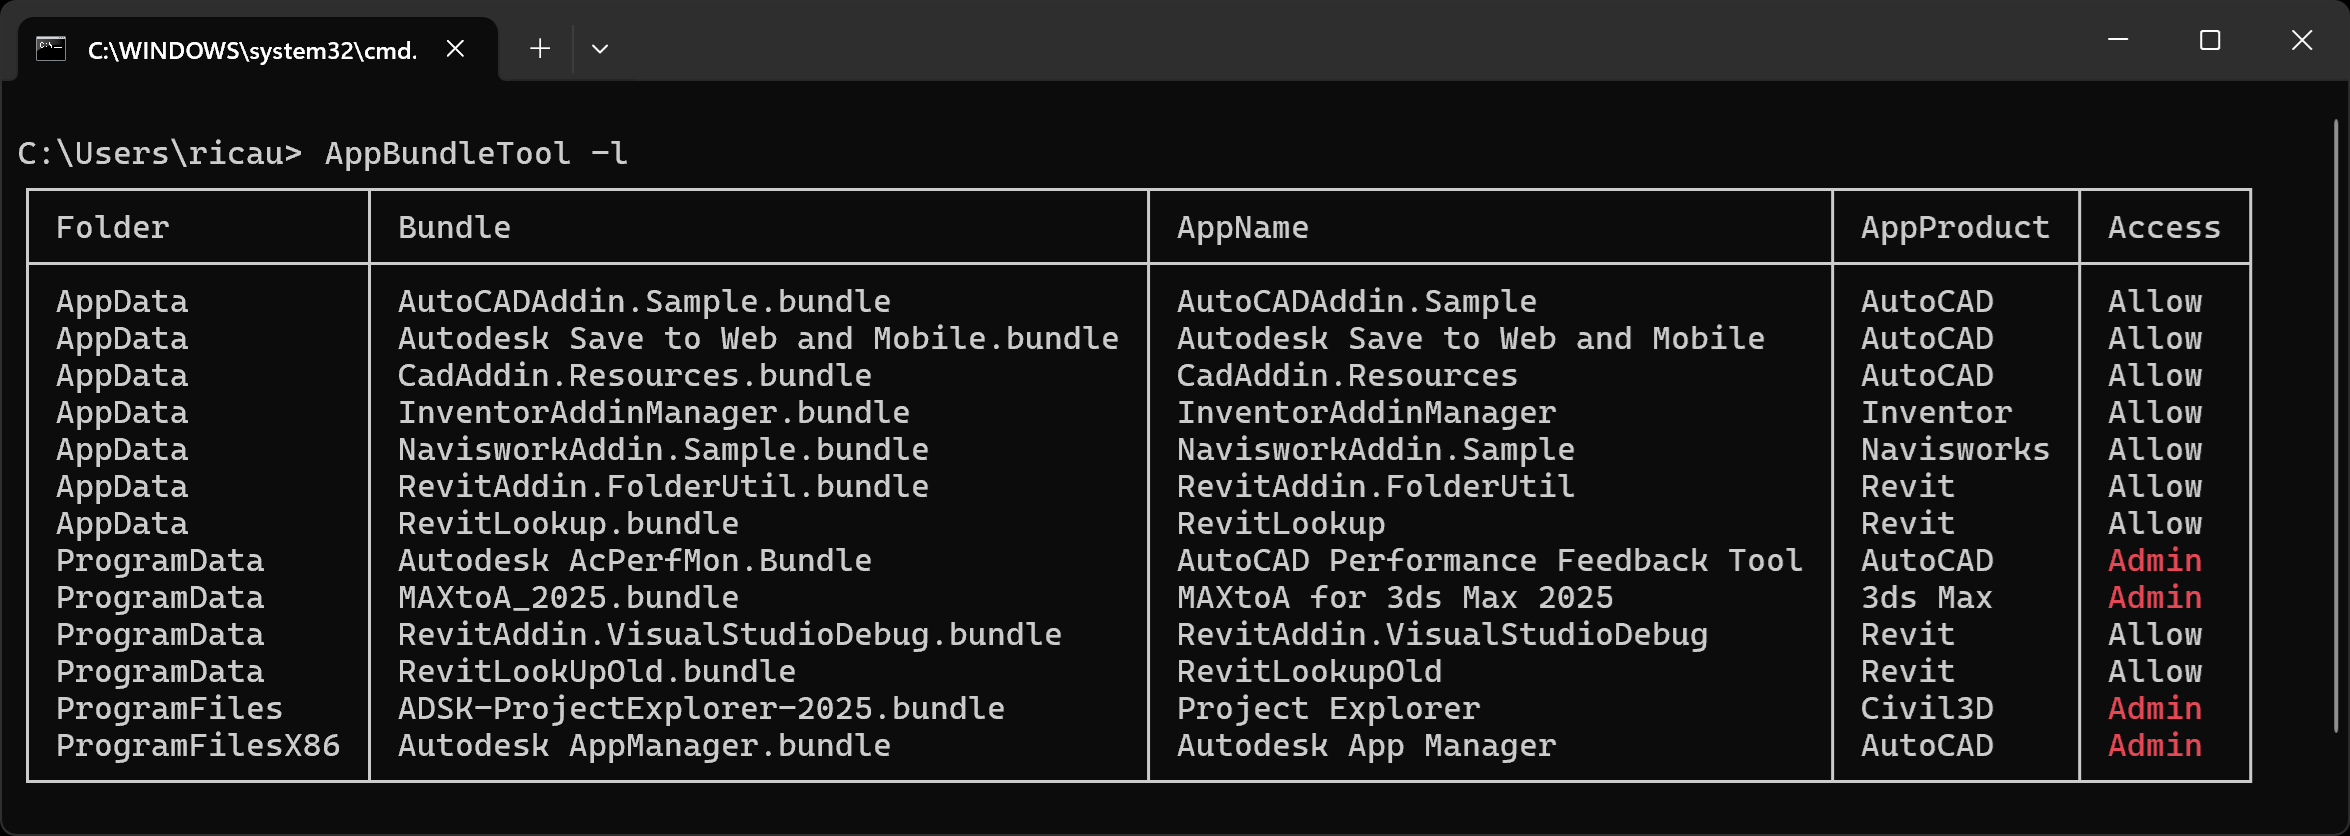 C:\WINDOWS\system32\cmd.
C:\Users\ricau> AppBundleTool -l
Folder Bundle AppName AppProduct Access
AppData AutoCADAddin.Sample.bundle AutoCADAddin.Sample AutoCAD Allow
AppData Autodesk Save to Web and Mobile.bundle Autodesk Save to Web and Mobile AutoCAD Allow
AppData CadAddin.Resources.bundle CadAddin.Resources AutoCAD Allow
AppData InventorAddinManager.bundle InventorAddinManager Inventor Allow
AppData NavisworkAddin.Sample.bundle NavisworkAddin.Sample Navisworks Allow
AppData RevitAddin.FolderUtil.bundle RevitAddin.FolderUtil Revit Allow
AppData RevitLookup.bundle RevitLookup Revit Allow
ProgramData Autodesk AcPerfMon.Bundle AutoCAD Performance Feedback Tool AutoCAD Admin
ProgramData MAXtoA_2025.bundle MAXtoA for 3ds Max 2025 3ds Max Admin
ProgramData RevitAddin.VisualStudioDebug.bundle RevitAddin.VisualStudioDebug Revit Allow
ProgramData RevitLookUpOld.bundle RevitLookupOld Revit Allow
ProgramFiles ADSK-ProjectExplorer-2025.bundle Project Explorer Civil3D Admin
ProgramFilesX86 Autodesk AppManager.bundle Autodesk App Manager AutoCAD Admin